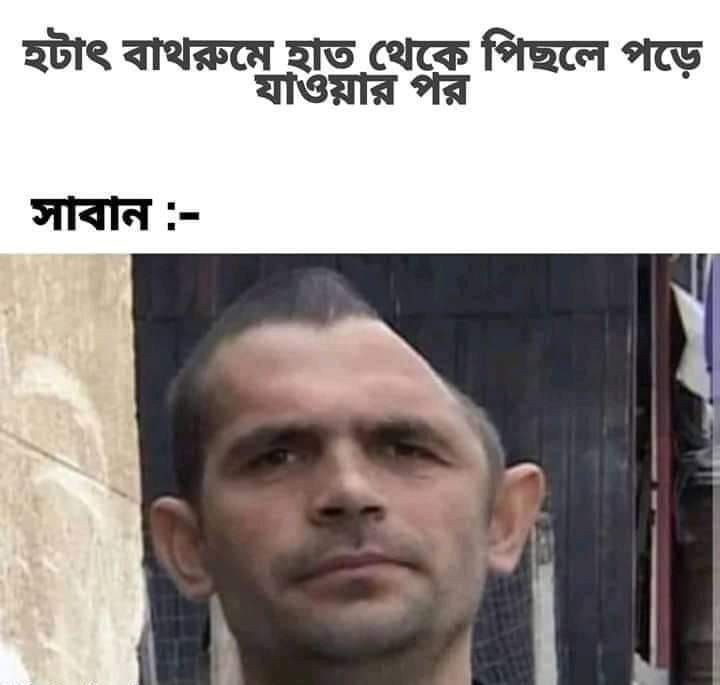 হটাৎ বাথরুমে হাত থেকে পিছলে পড়ে
যাওয়ার পর
সাবান :-